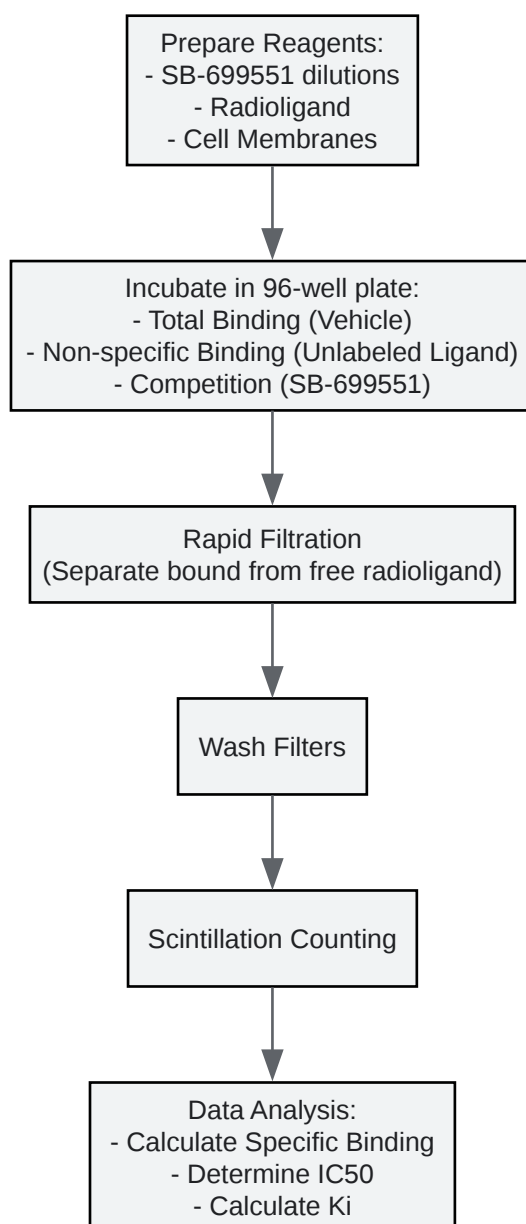 Prepare Reagents:
- SB-699551 dilutions
- Radioligand
- Cell Membranes
Incubate in 96-well plate:
- Total Binding (Vehicle)
- Non-specific Binding (Unlabeled Ligand)
- Competition (SB-699551)
Rapid Filtration
(Separate bound from free radioligand)
Wash Filters
Scintillation Counting
Data Analysis:
- Calculate Specific Binding
- Determine IC50
- Calculate Ki